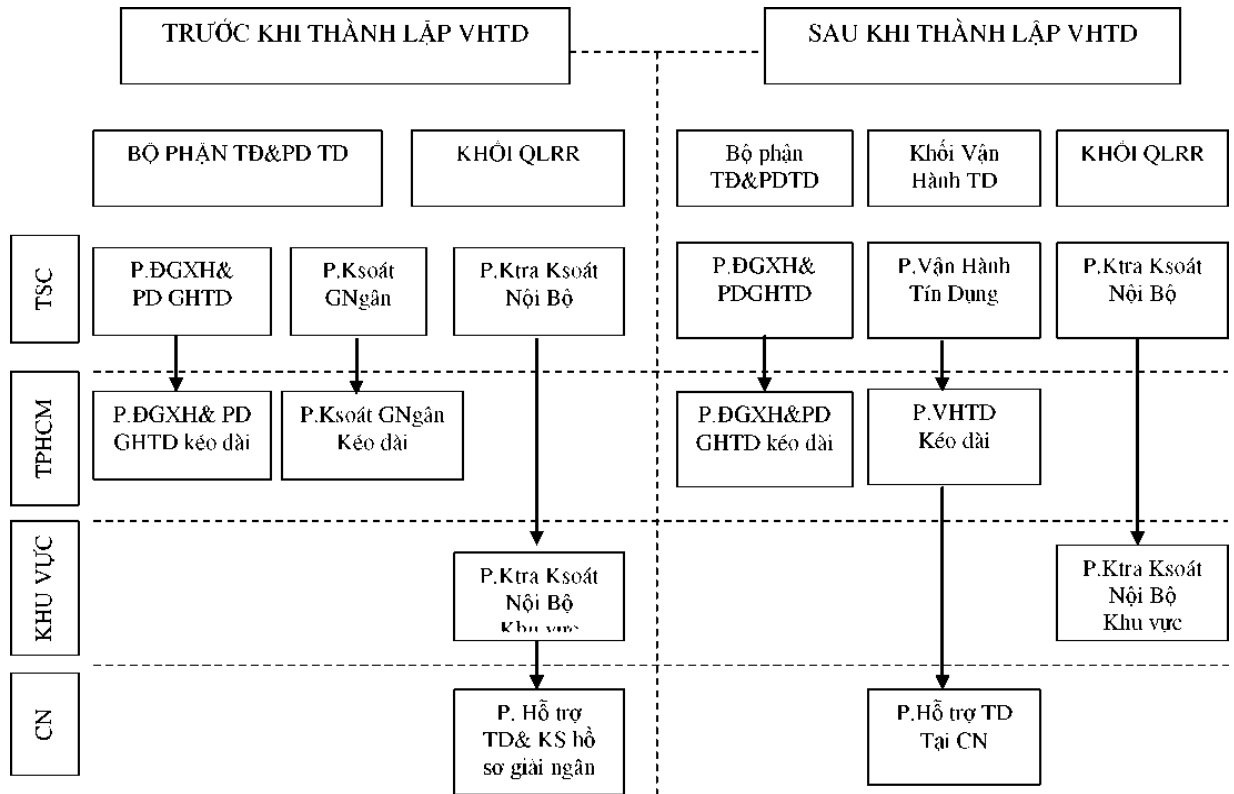 TRƯỚC KHI THÀNH LẬP VHTD
SAU KHI THÀNH LẬP VHTD
BỘ PHẬN TĐ&PD TD
KHỐI QLRR
Bộ phận
TĐ&PDTD
Khối Vận
Hành TD
KHỐI QLRR
TSC
P.ĐGXH&
PD GHTD
P.Ksoát
GNgân
P.Ktra Ksoát
Nội Bộ
P.ĐGXH&
PDGHTD
P.Vận Hành
Tín Dụng
P.Ktra Ksoát
Nội Bộ
TPHCM
P.ĐGXH& PD
GHTD kéo dài
P.Ksoát GNgân
Kéo dài
P.ĐGXH&PD
GHTD kéo dài
P.VHTD
Kéo dài
KHU VỰC
P.Ktra Ksoát
Nội Bộ
Khu vực
P.Ktra Ksoát
Nội Bộ
Khu vực
CN
P. Hỗ trợ
TD& KS hồ
sơ giải ngân
P.Hỗ trợ TD
Tại CN